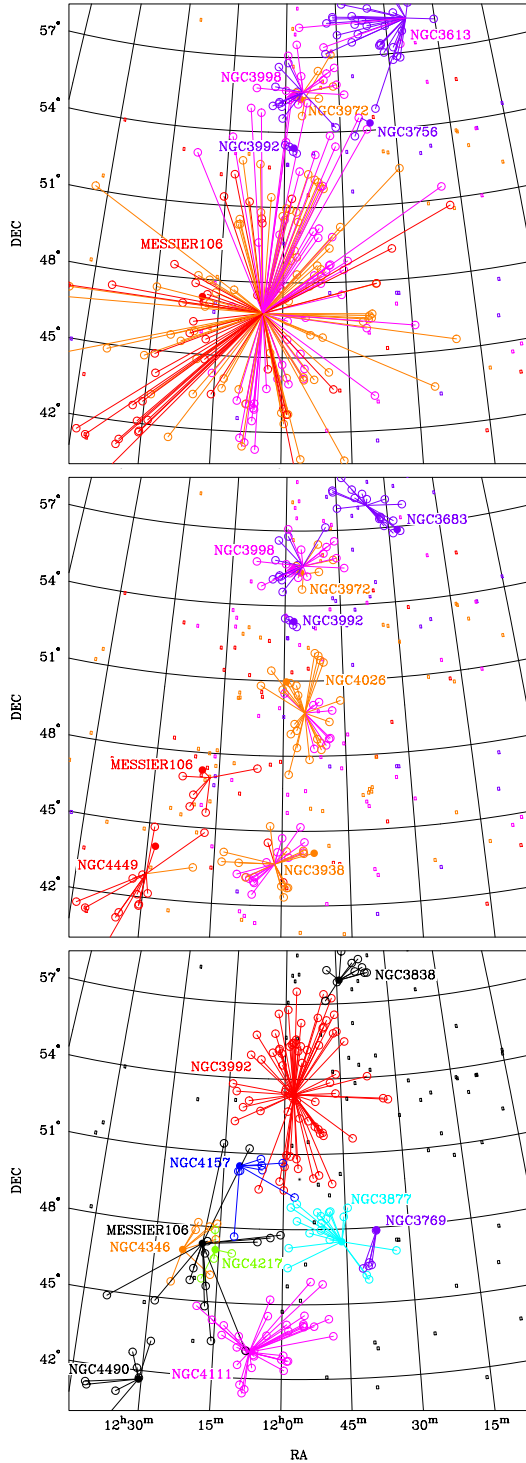 57°
NGC3613
NGC3998
NGC3972
54°
NGC3756
NGC3992
51°
DEC
MESSIER106
48°
45°
42°
57°
NGC3683
NGC3998
54°
NGC3972
NGC3992
51°
NGC4026
DEC
48°
MESSIER106
45°
NGC4449
NGC3938
42°
57°
NGC3838
54°
NGC3992
51°
NGC4157
DEC
NGC3877
48°
MESSIER106
NGC3769
NGC4346
NGC4217
45°
42°
NGC4490
NGC4111
12ʰ30ᵐ 15ᵐ 12ʰ0ᵐ 45ᵐ 30ᵐ 15ᵐ
RA